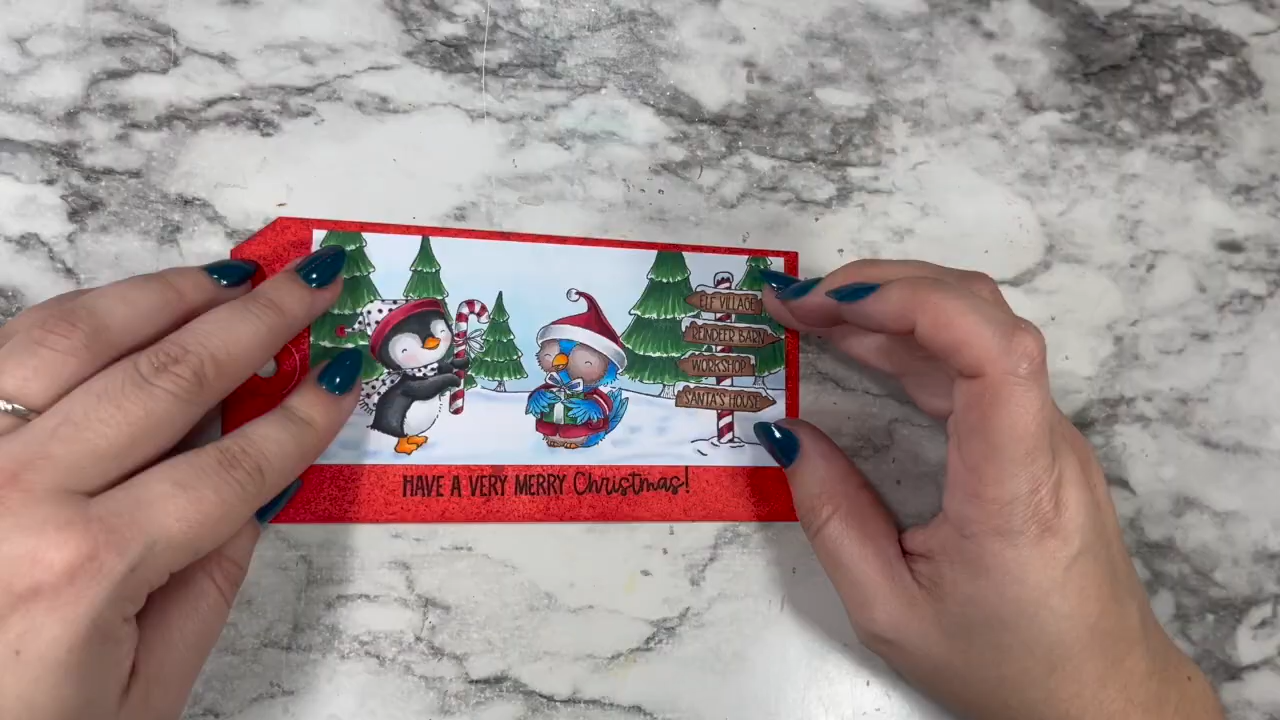 ELF VILLAGE
REINDEER BARN
WORKSHOP
SANTA'S HOUSE
HAVE A VERY MERRY Christmas!